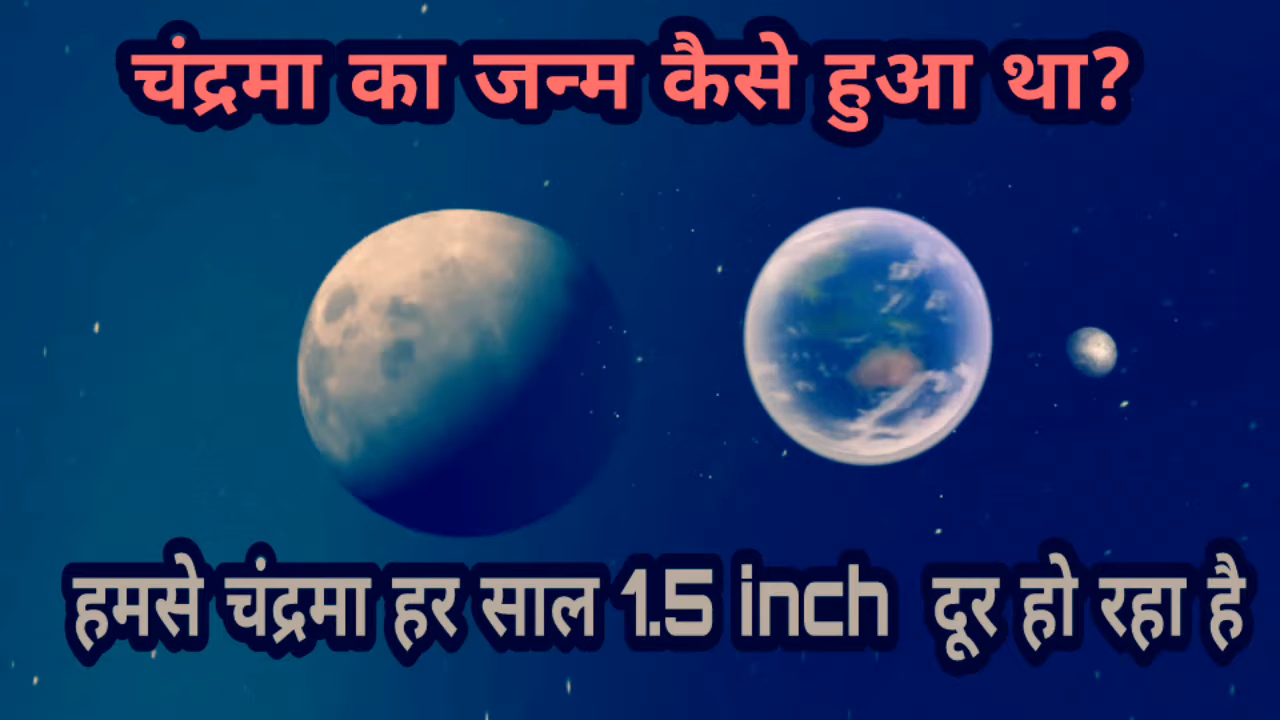 चंद्रमा का जन्म कैसे हुआ था?
हमसे चंद्रमा हर साल 1.5 inch दूर हो रहा है